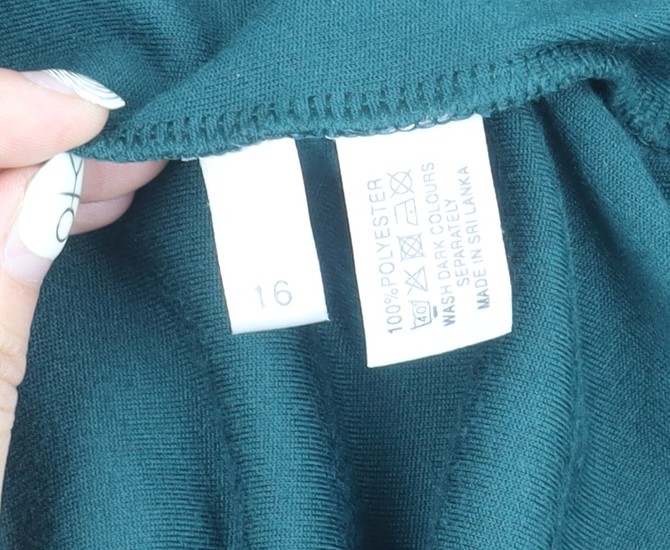 16
100%POLYESTER
40
WASH DARK COLOURS
SEPARATELY
MADE IN SRI LANKA